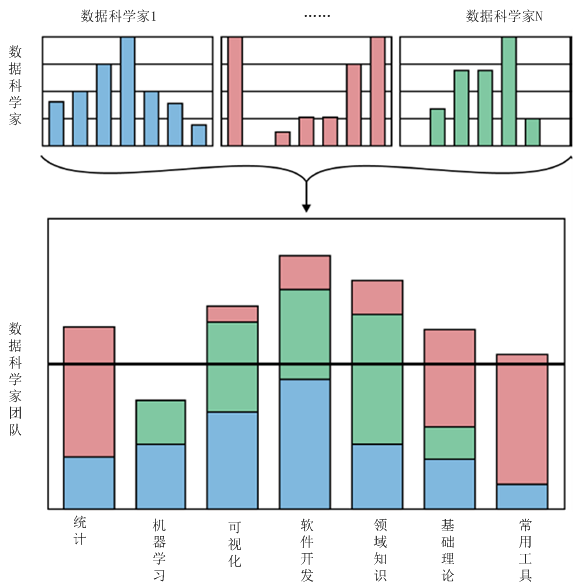 数据科学家1
……
数据科学家N
数据科学家
数据科学家团队
统计
机器学习
可视化
软件开发
领域知识
基础理论
常用工具